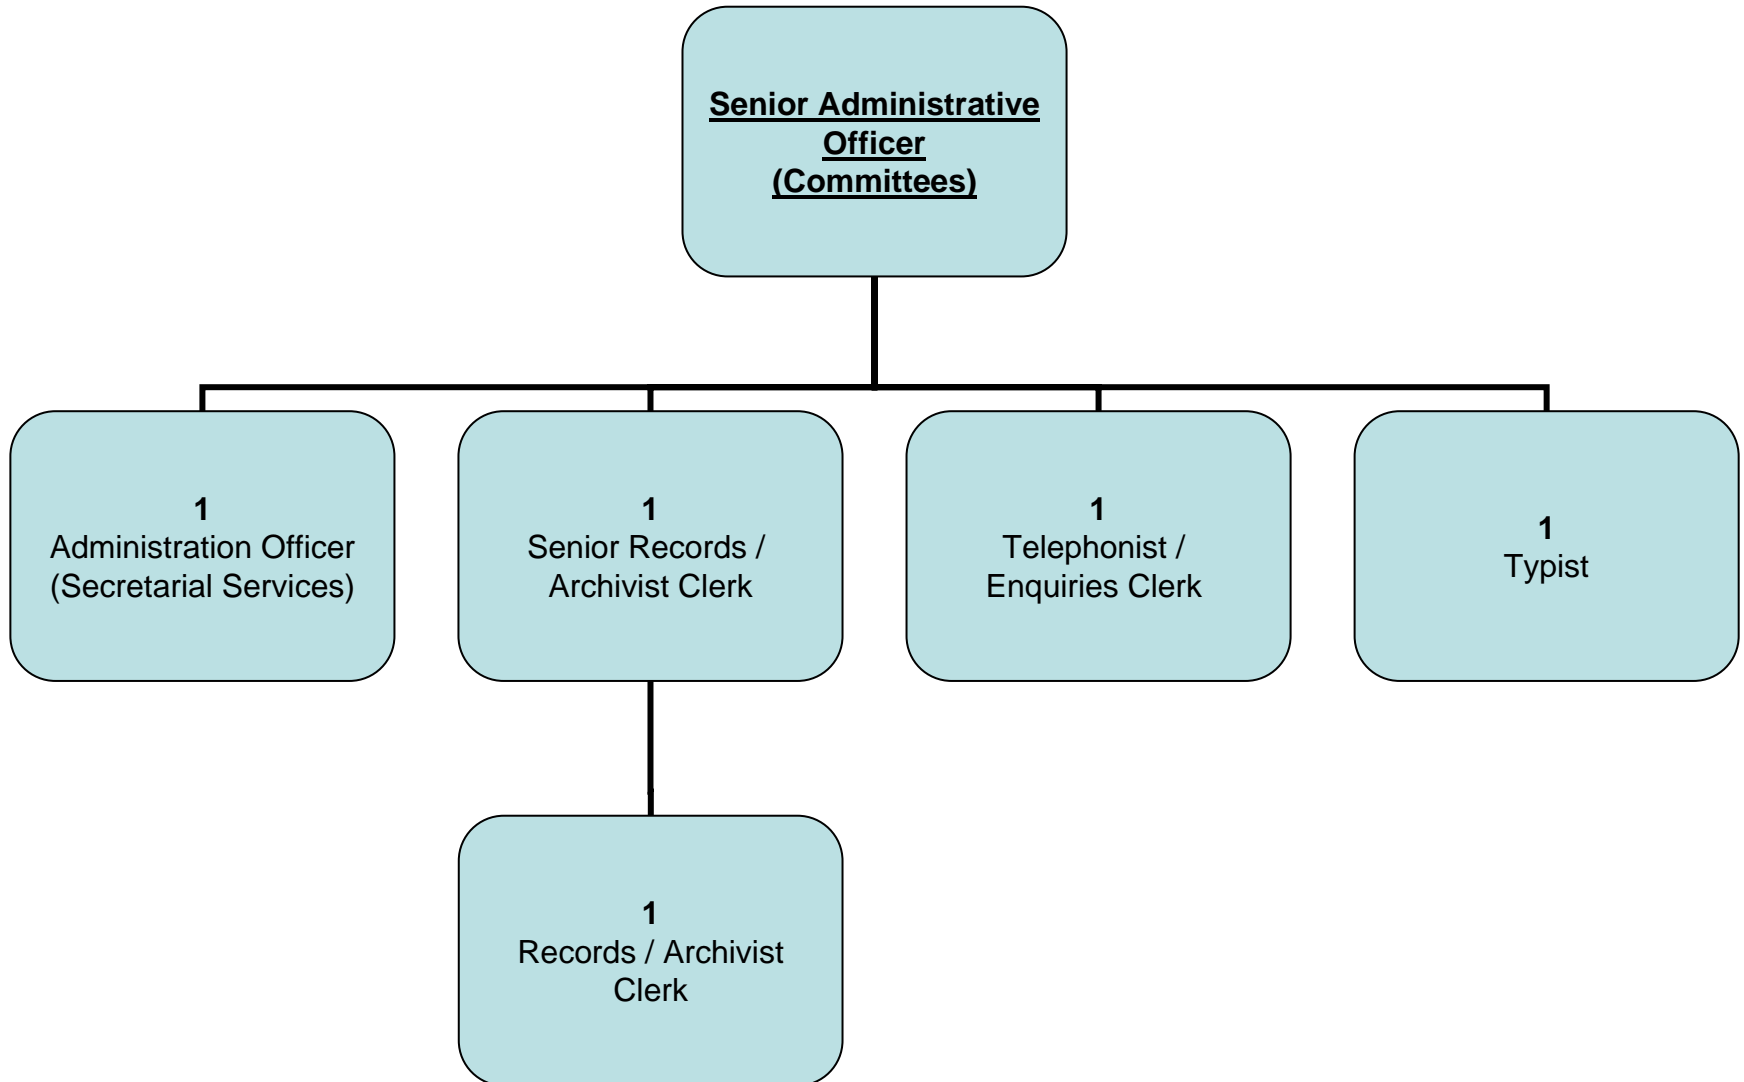 Senior Administrative
Officer
(Committees)
1
Administration Officer
(Secretarial Services)
1
Senior Records /
Archivist Clerk
1
Telephonist /
Enquiries Clerk
1
Typist
1
Records / Archivist
Clerk